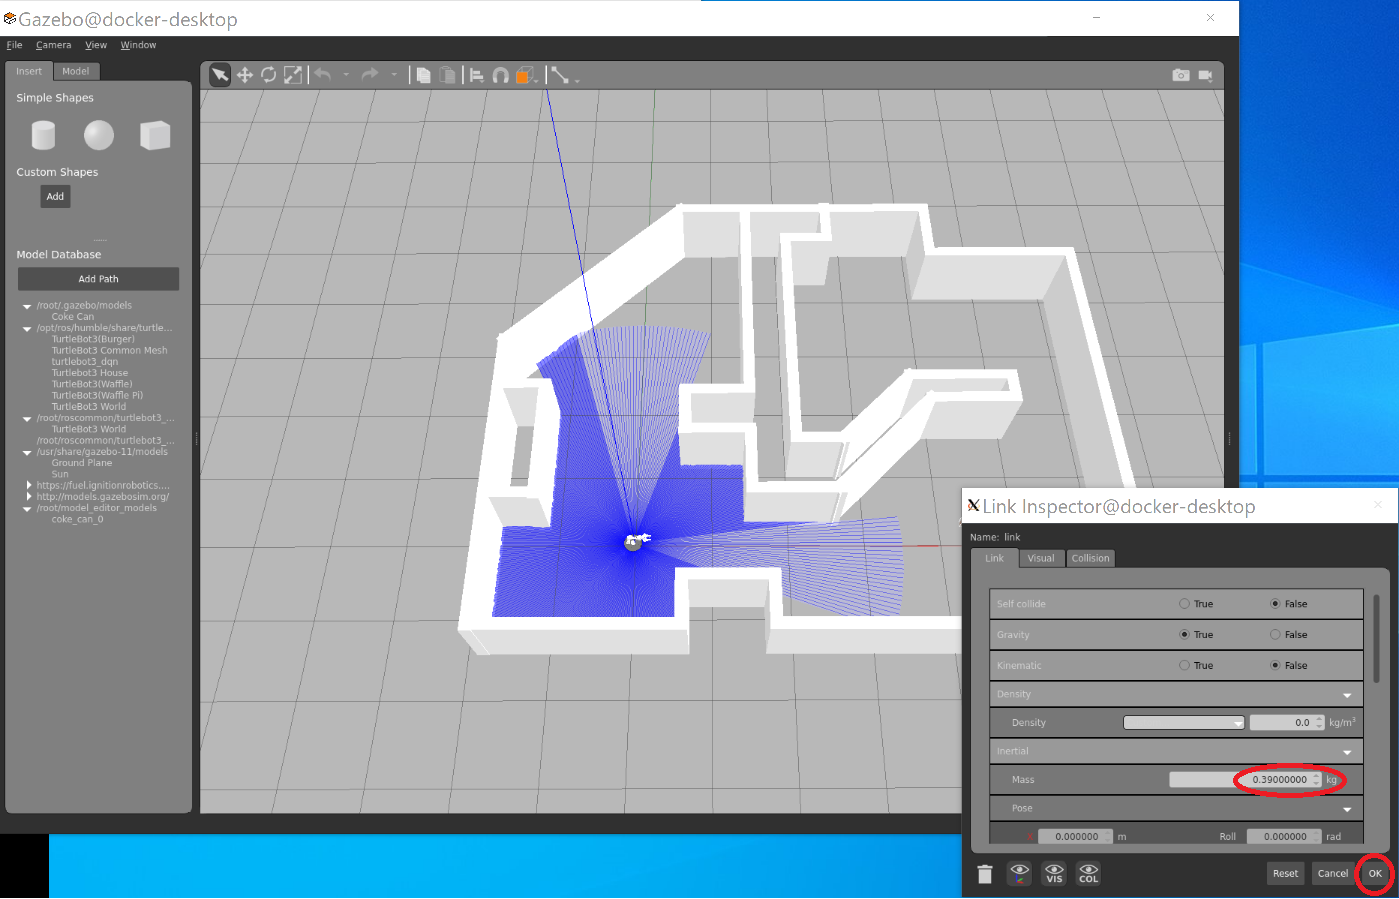 Gazebo@docker-desktop
File Camera View Window
Insert Model
Simple Shapes
Custom Shapes
Add
Model Database
Add Path
/root/.gazebo/models
Coke Can
/opt/ros/humble/share/turtle...
TurtleBot3(Burger)
TurtleBot3 Common Mesh
turtlebot3_dqn
Turtlebot3 House
TurtleBot3(Waffle)
TurtleBot3(Waffle Pi)
TurtleBot3 World
/root/roscommon/turtlebot3_...
TurtleBot3 World
/root/roscommon/turtlebot3_...
/usr/share/gazebo-11/models
Ground Plane
Sun
https://fuel.ignitionrobotics....
http://models.gazebosim.org/
/root/model_editor_models
coke_can_0
Link Inspector@docker-desktop
Name: link
Link Visual Collision
Self collide True False
Gravity True False
Kinematic True False
Density
Density 0.0 kg/m³
Inertial
Mass 0.39000000 kg
Pose
X 0.000000 m Roll 0.000000 rad
VIS COL Reset Cancel OK